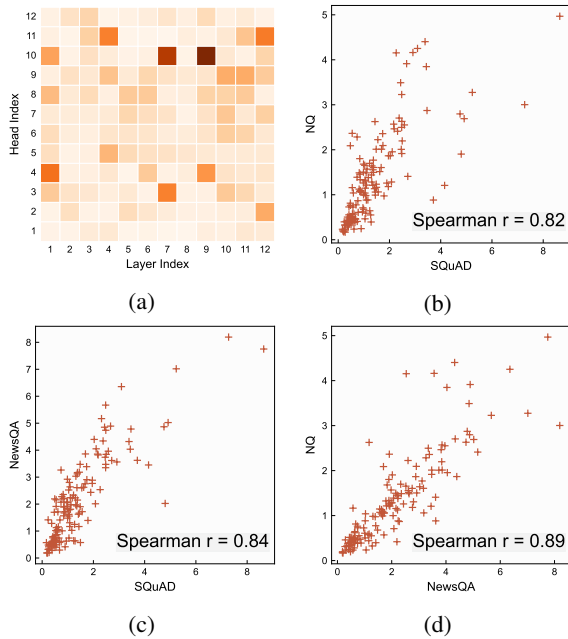 12
11
10
9
8
7
6
5
4
3
2
1
Head Index
1 2 3 4 5 6 7 8 9 10 11 12
Layer Index
(a)
5
4
3
2
1
0
NQ
0 2 4 6 8
SQuAD
Spearman r = 0.82
(b)
8
7
6
5
4
3
2
1
0
NewsQA
0 2 4 6 8
SQuAD
Spearman r = 0.84
(c)
5
4
3
2
1
0
NQ
0 2 4 6 8
NewsQA
Spearman r = 0.89
(d)